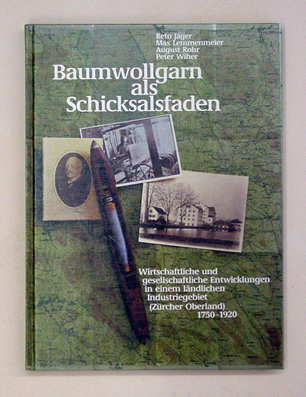 Reto Jäger
Max Lemmenmeier
August Rohr
Peter Wiher
Baumwollgarn
als
Schicksalsfaden
Wirtschaftliche und
gesellschaftliche Entwicklungen
in einem ländlichen
Industriegebiet
(Zürcher Oberland)
1750–1920